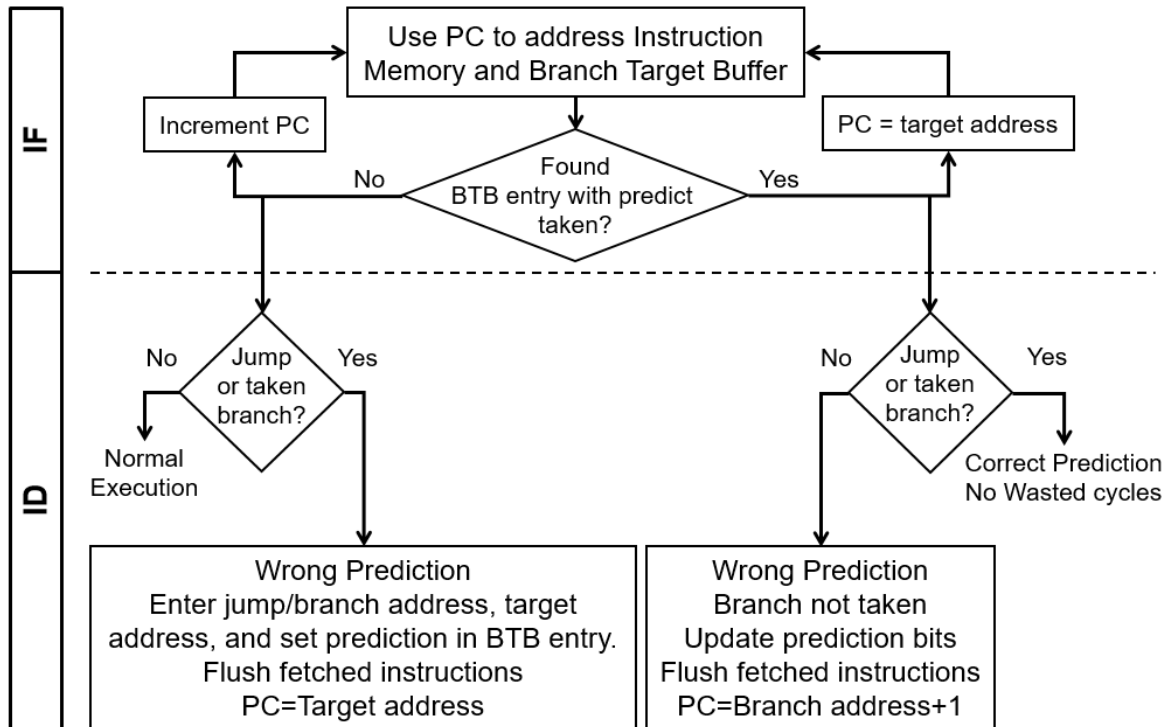 IF
Use PC to address Instruction
Memory and Branch Target Buffer
Increment PC
PC = target address
No
Found
BTB entry with predict
taken?
Yes
ID
No
Jump
or taken
branch?
Yes
Normal
Execution
No
Jump
or taken
branch?
Yes
Correct Prediction
No Wasted cycles
Wrong Prediction
Enter jump/branch address, target
address, and set prediction in BTB entry.
Flush fetched instructions
PC=Target address
Wrong Prediction
Branch not taken
Update prediction bits
Flush fetched instructions
PC=Branch address+1